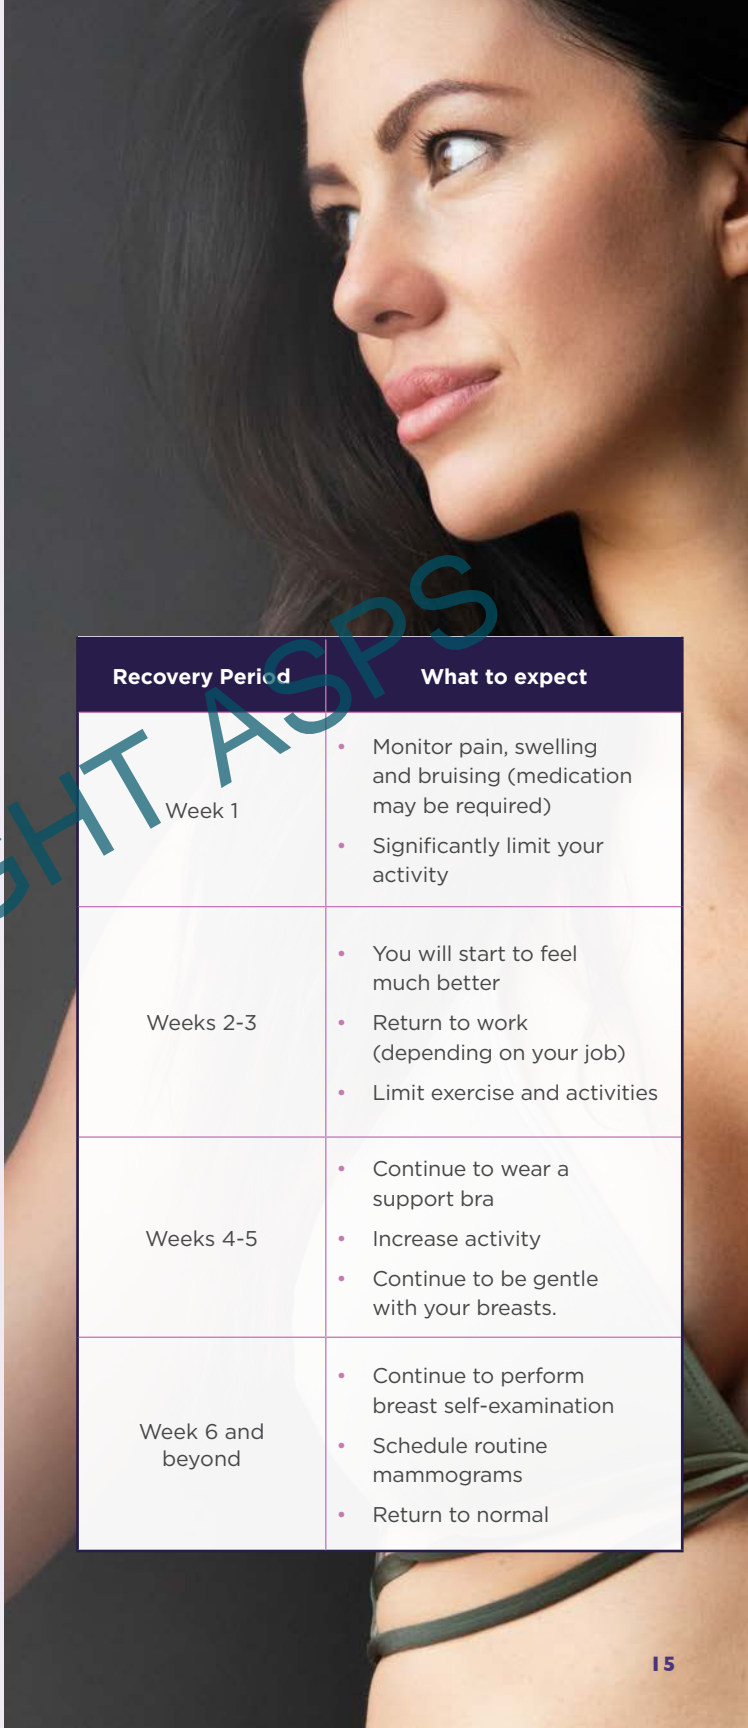 Recovery Period
What to expect
Week 1
• Monitor pain, swelling
and bruising (medication
may be required)
• Significantly limit your
activity
Weeks 2-3
• You will start to feel
much better
• Return to work
(depending on your job)
• Limit exercise and activities
Weeks 4-5
• Continue to wear a
support bra
• Increase activity
• Continue to be gentle
with your breasts.
Week 6 and
beyond
• Continue to perform
breast self-examination
• Schedule routine
mammograms
• Return to normal
GHT ASPS
15